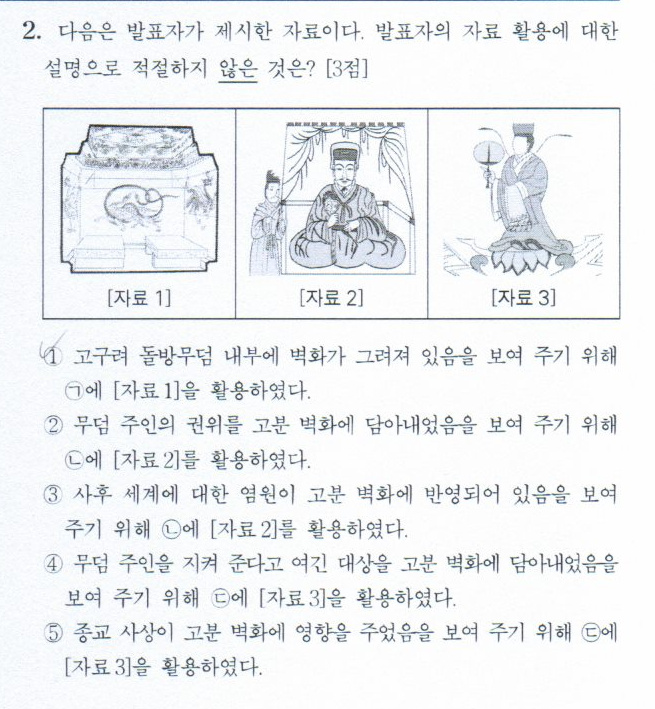 2. 다음은 발표자가 제시한 자료이다. 발표자의 자료 활용에 대한
설명으로 적절하지 않은 것은? [3점]
[자료 1] [자료 2] [자료 3]
① 고구려 돌방무덤 내부에 벽화가 그려져 있음을 보여 주기 위해
㉠에 [자료 1]을 활용하였다.
② 무덤 주인의 권위를 고분 벽화에 담아내었음을 보여 주기 위해
㉡에 [자료 2]를 활용하였다.
③ 사후 세계에 대한 염원이 고분 벽화에 반영되어 있음을 보여
주기 위해 ㉡에 [자료 2]를 활용하였다.
④ 무덤 주인을 지켜 준다고 여긴 대상을 고분 벽화에 담아내었음을
보여 주기 위해 ㉢에 [자료 3]을 활용하였다.
⑤ 종교 사상이 고분 벽화에 영향을 주었음을 보여 주기 위해 ㉢에
[자료 3]을 활용하였다.